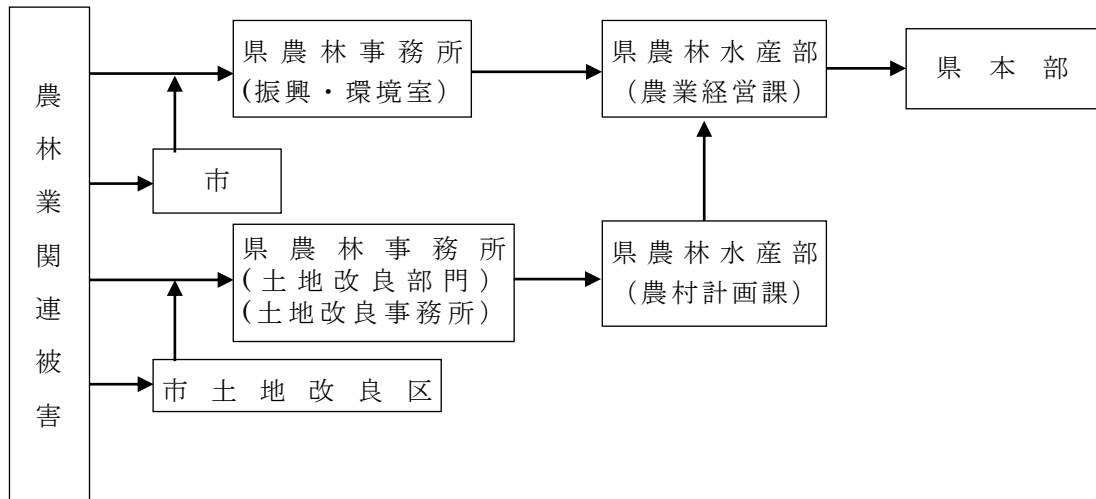 農林業関連被害
県農林事務所
(振興・環境室)
県農林水産部
(農業経営課)
県本部
市
県農林事務所
(土地改良部門)
(土地改良事務所)
県農林水産部
(農村計画課)
市土地改良区